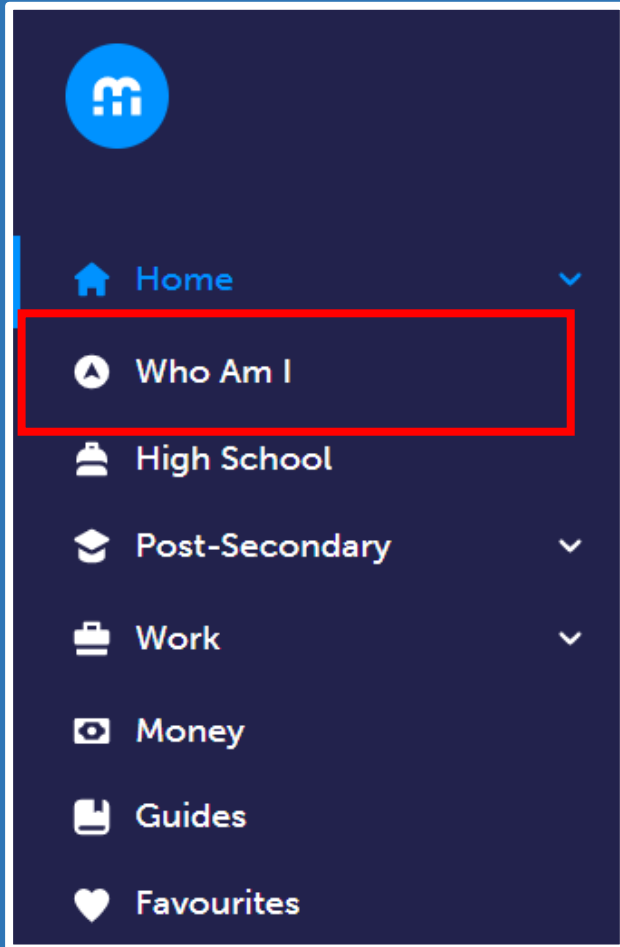 Home
Who Am I
High School
Post-Secondary
Work
Money
Guides
Favourites